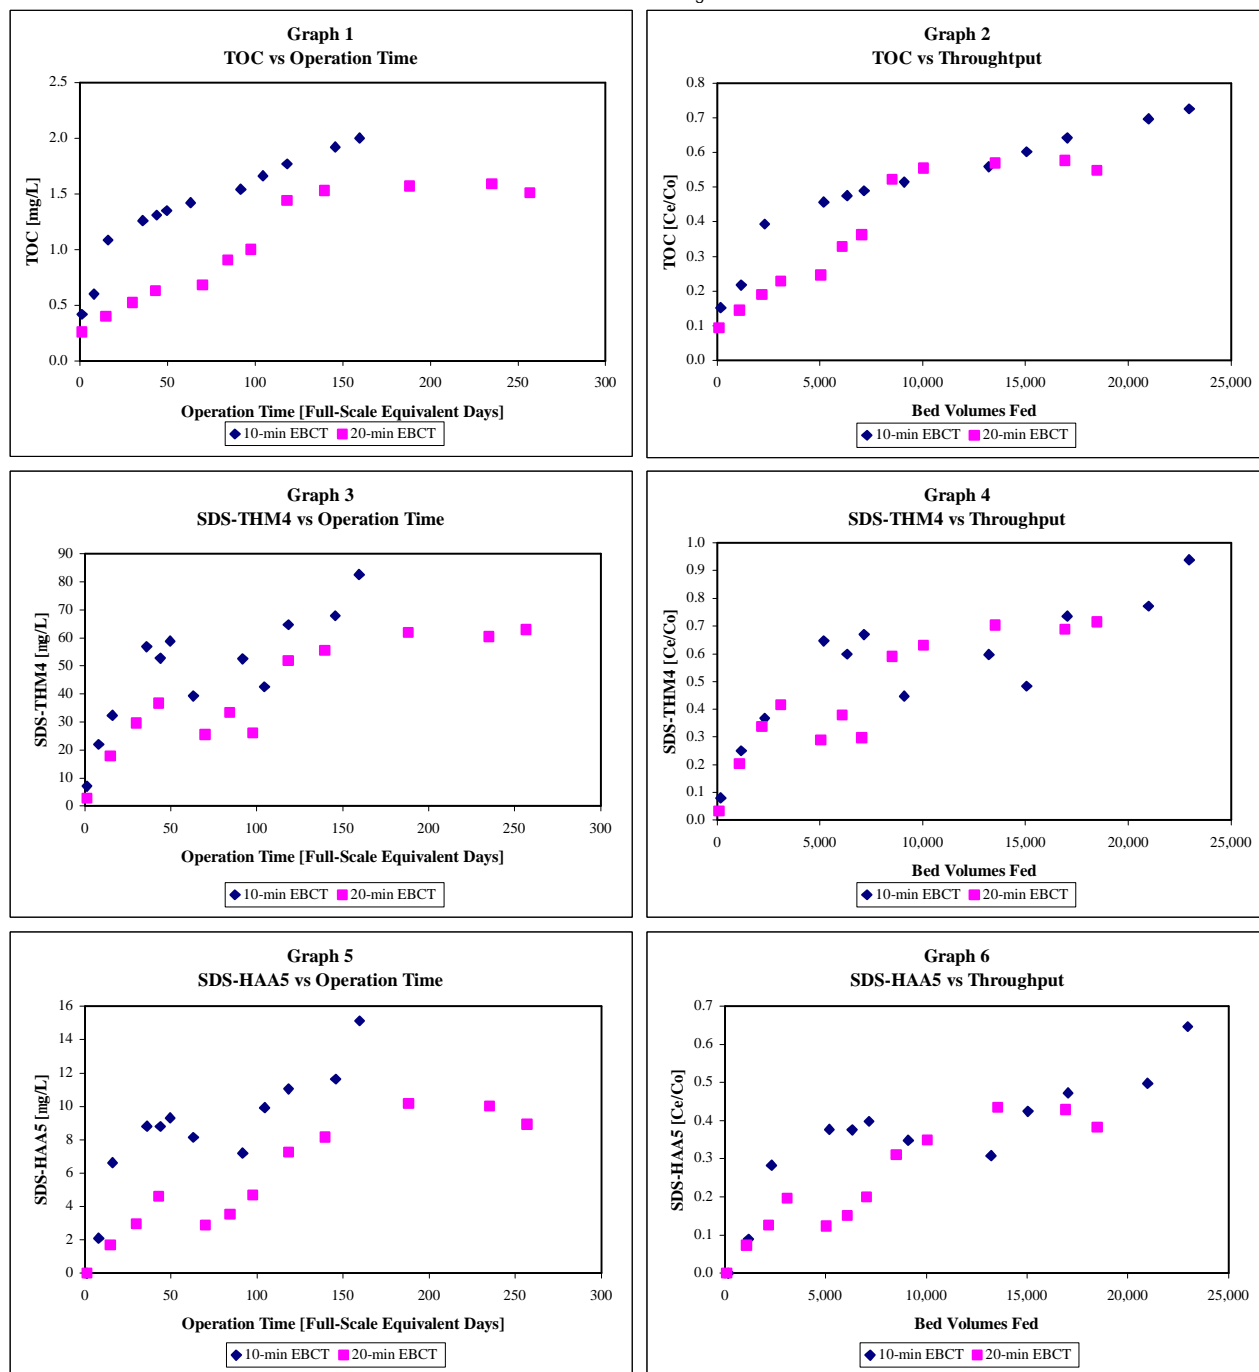 Graph 1
TOC vs Operation Time
2.5
2.0
1.5
1.0
0.5
0.0
TOC [mg/L]
0 50 100 150 200 250 300
Operation Time [Full-Scale Equivalent Days]
10-min EBCT 20-min EBCT
Graph 2
TOC vs Throughtput
0.8
0.7
0.6
0.5
0.4
0.3
0.2
0.1
0.0
TOC [Ce/Co]
0 5,000 10,000 15,000 20,000 25,000
Bed Volumes Fed
10-min EBCT 20-min EBCT
Graph 3
SDS-THM4 vs Operation Time
90
80
70
60
50
40
30
20
10
0
SDS-THM4 [mg/L]
0 50 100 150 200 250 300
Operation Time [Full-Scale Equivalent Days]
10-min EBCT 20-min EBCT
Graph 4
SDS-THM4 vs Throughput
1.0
0.9
0.8
0.7
0.6
0.5
0.4
0.3
0.2
0.1
0.0
SDS-THM4 [Ce/Co]
0 5,000 10,000 15,000 20,000 25,000
Bed Volumes Fed
10-min EBCT 20-min EBCT
Graph 5
SDS-HAA5 vs Operation Time
16
14
12
10
8
6
4
2
0
SDS-HAA5 [mg/L]
0 50 100 150 200 250 300
Operation Time [Full-Scale Equivalent Days]
10-min EBCT 20-min EBCT
Graph 6
SDS-HAA5 vs Throughput
0.7
0.6
0.5
0.4
0.3
0.2
0.1
0.0
SDS-HAA5 [Ce/Co]
0 5,000 10,000 15,000 20,000 25,000
Bed Volumes Fed
10-min EBCT 20-min EBCT